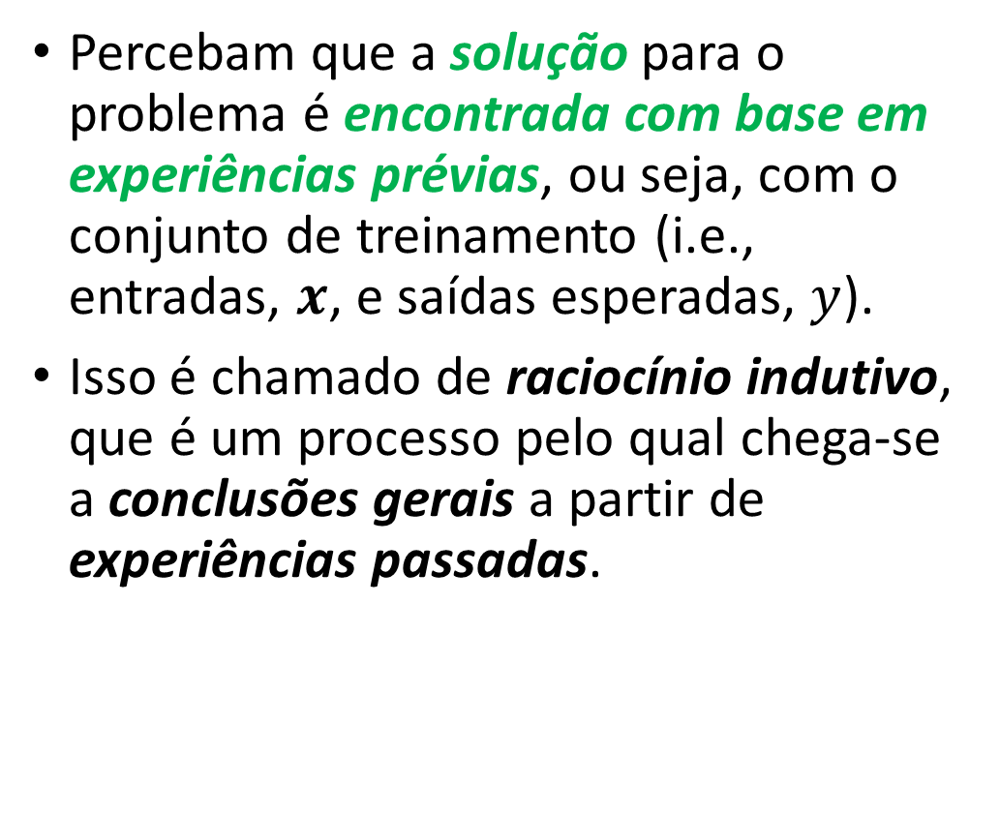 • Percebam que a solução para o
problema é encontrada com base em
experiências prévias, ou seja, com o
conjunto de treinamento (i.e.,
entradas, 𝒙, e saídas esperadas, 𝑦).
• Isso é chamado de raciocínio indutivo,
que é um processo pelo qual chega-se
a conclusões gerais a partir de
experiências passadas.